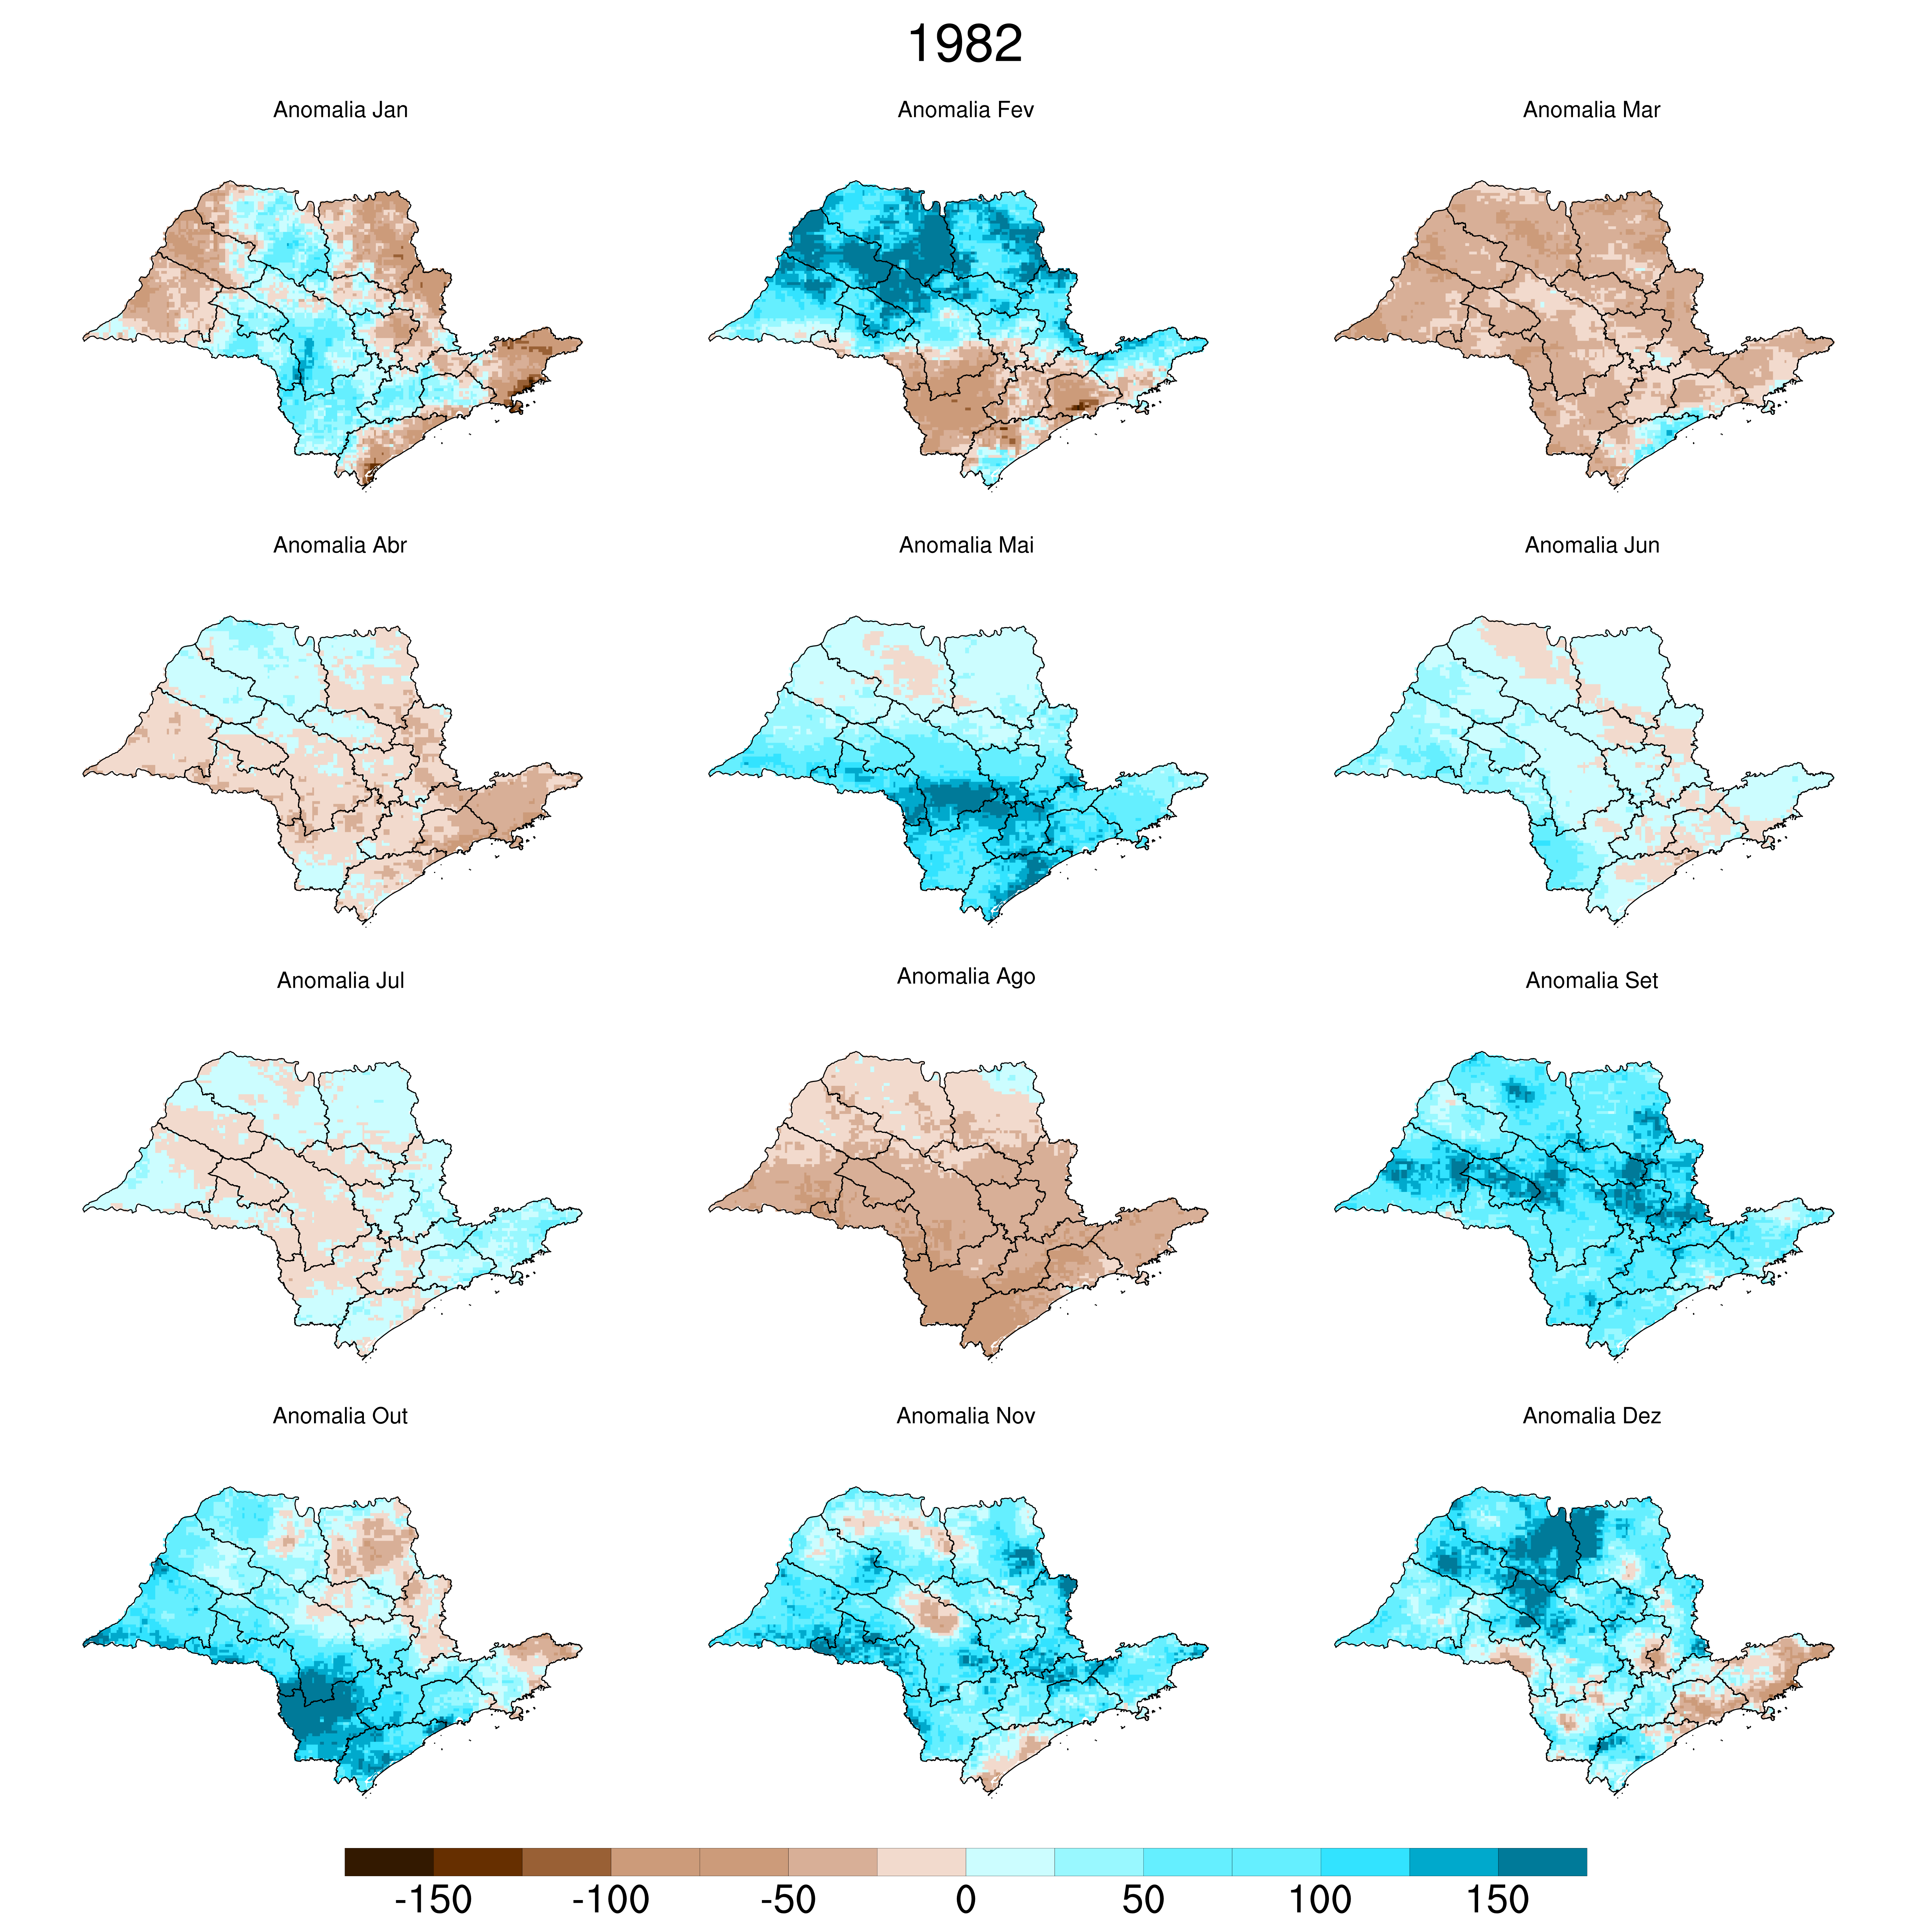 1982
Anomalia Jan
Anomalia Fev
Anomalia Mar
Anomalia Abr
Anomalia Mai
Anomalia Jun
Anomalia Jul
Anomalia Ago
Anomalia Set
Anomalia Out
Anomalia Nov
Anomalia Dez
-150 -100 -50 0 50 100 150